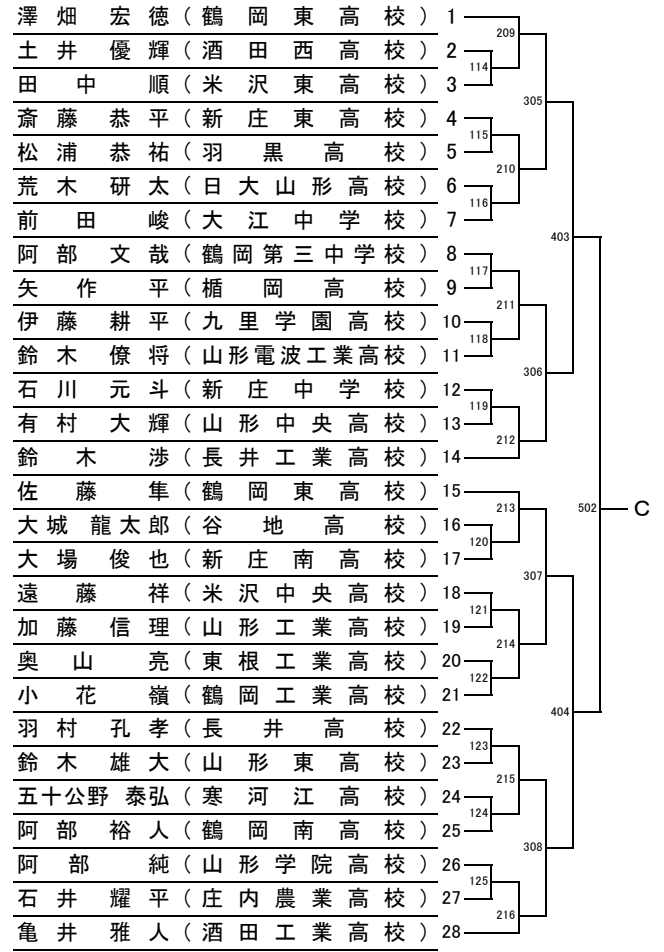 澤畑 宏徳（鶴岡東高校） 1
土井 優輝（酒田西高校） 2
田中 順（米沢東高校） 3
斎藤 恭平（新庄東高校） 4
松浦 恭祐（羽黒高校） 5
荒木 研太（日大山形高校） 6
前田 峻（大江中学校） 7
阿部 文哉（鶴岡第三中学校） 8
矢作 平（楯岡高校） 9
伊藤 耕平（九里学園高校） 10
鈴木 僚将（山形電波工業高校） 11
石川 元斗（新庄中学校） 12
有村 大輝（山形中央高校） 13
鈴木 渉（長井工業高校） 14
佐藤 隼（鶴岡東高校） 15
大城 龍太郎（谷地高校） 16
大場 俊也（新庄南高校） 17
遠藤 祥（米沢中央高校） 18
加藤 信理（山形工業高校） 19
奥山 亮（東根工業高校） 20
小花 嶺（鶴岡工業高校） 21
羽村 孔孝（長井高校） 22
鈴木 雄大（山形東高校） 23
五十公野 泰弘（寒河江高校） 24
阿部 裕人（鶴岡南高校） 25
阿部 純（山形学院高校） 26
石井 耀平（庄内農業高校） 27
亀井 雅人（酒田工業高校） 28
114
115
116
117
118
119
120
121
122
123
124
125
209
210
211
212
213
214
215
216
305
306
307
308
403
404
502
C